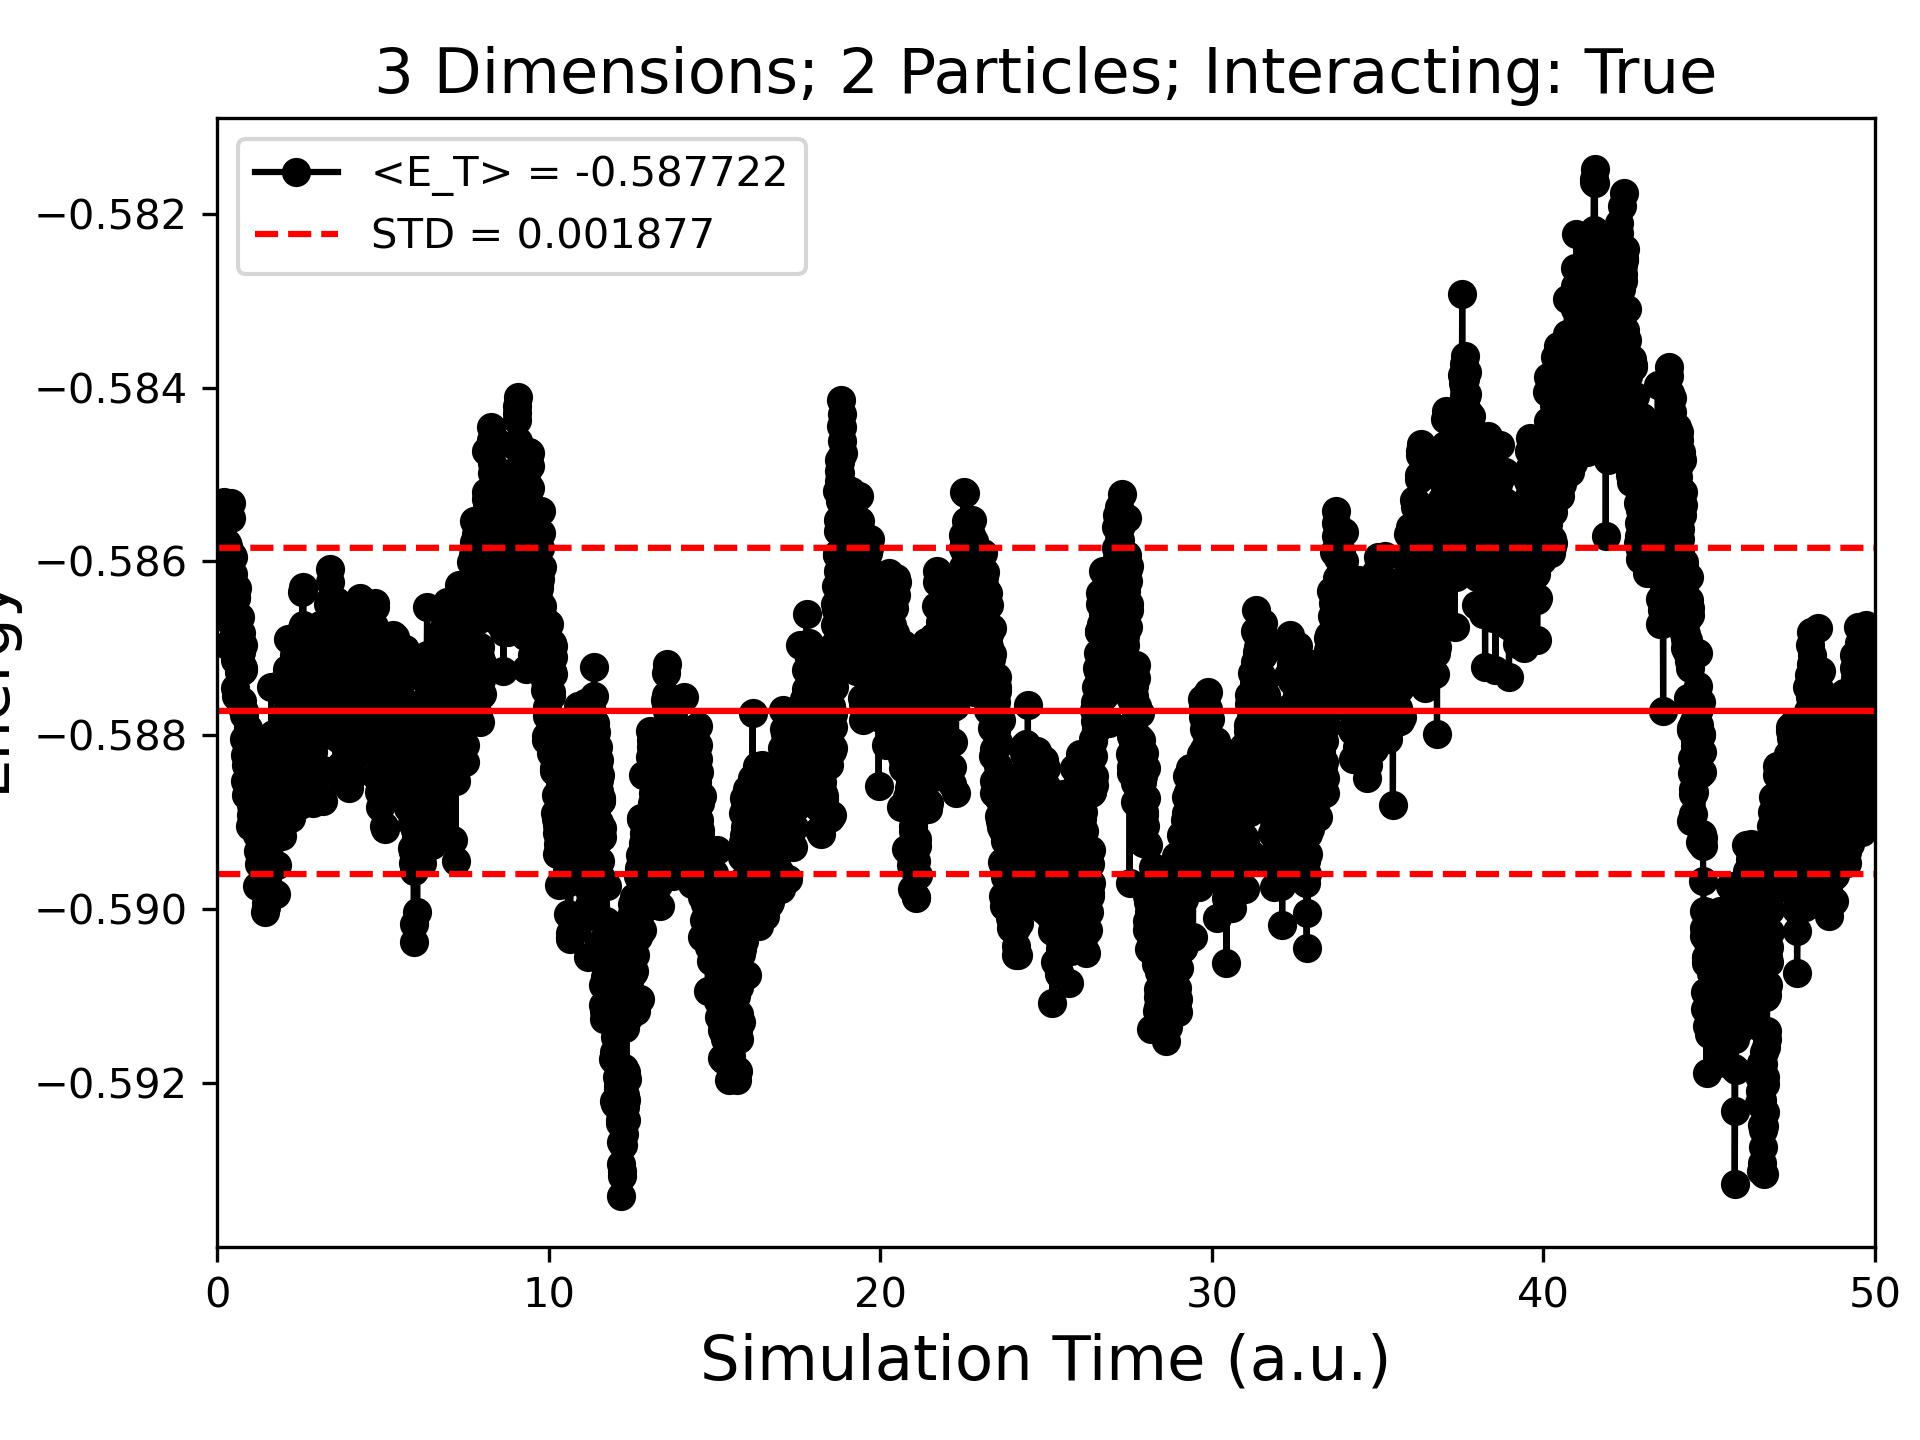 3 Dimensions; 2 Particles; Interacting: True
<E_T> = -0.587722
STD = 0.001877
−0.582
−0.584
−0.586
−0.588
−0.590
−0.592
Energy
0 10 20 30 40 50
Simulation Time (a.u.)